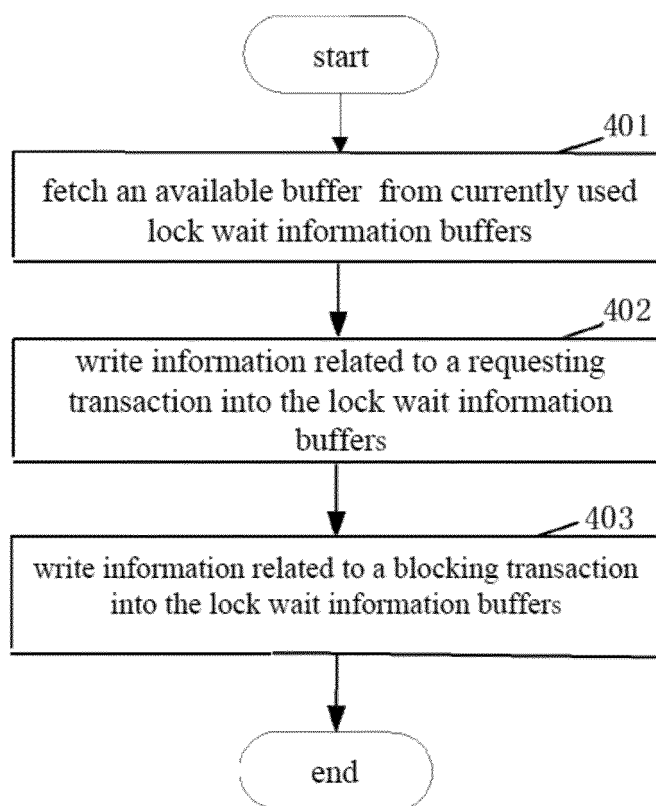 start
401
fetch an available buffer from currently used
lock wait information buffers
402
write information related to a requesting
transaction into the lock wait information
buffers
403
write information related to a blocking transaction
into the lock wait information buffers
end